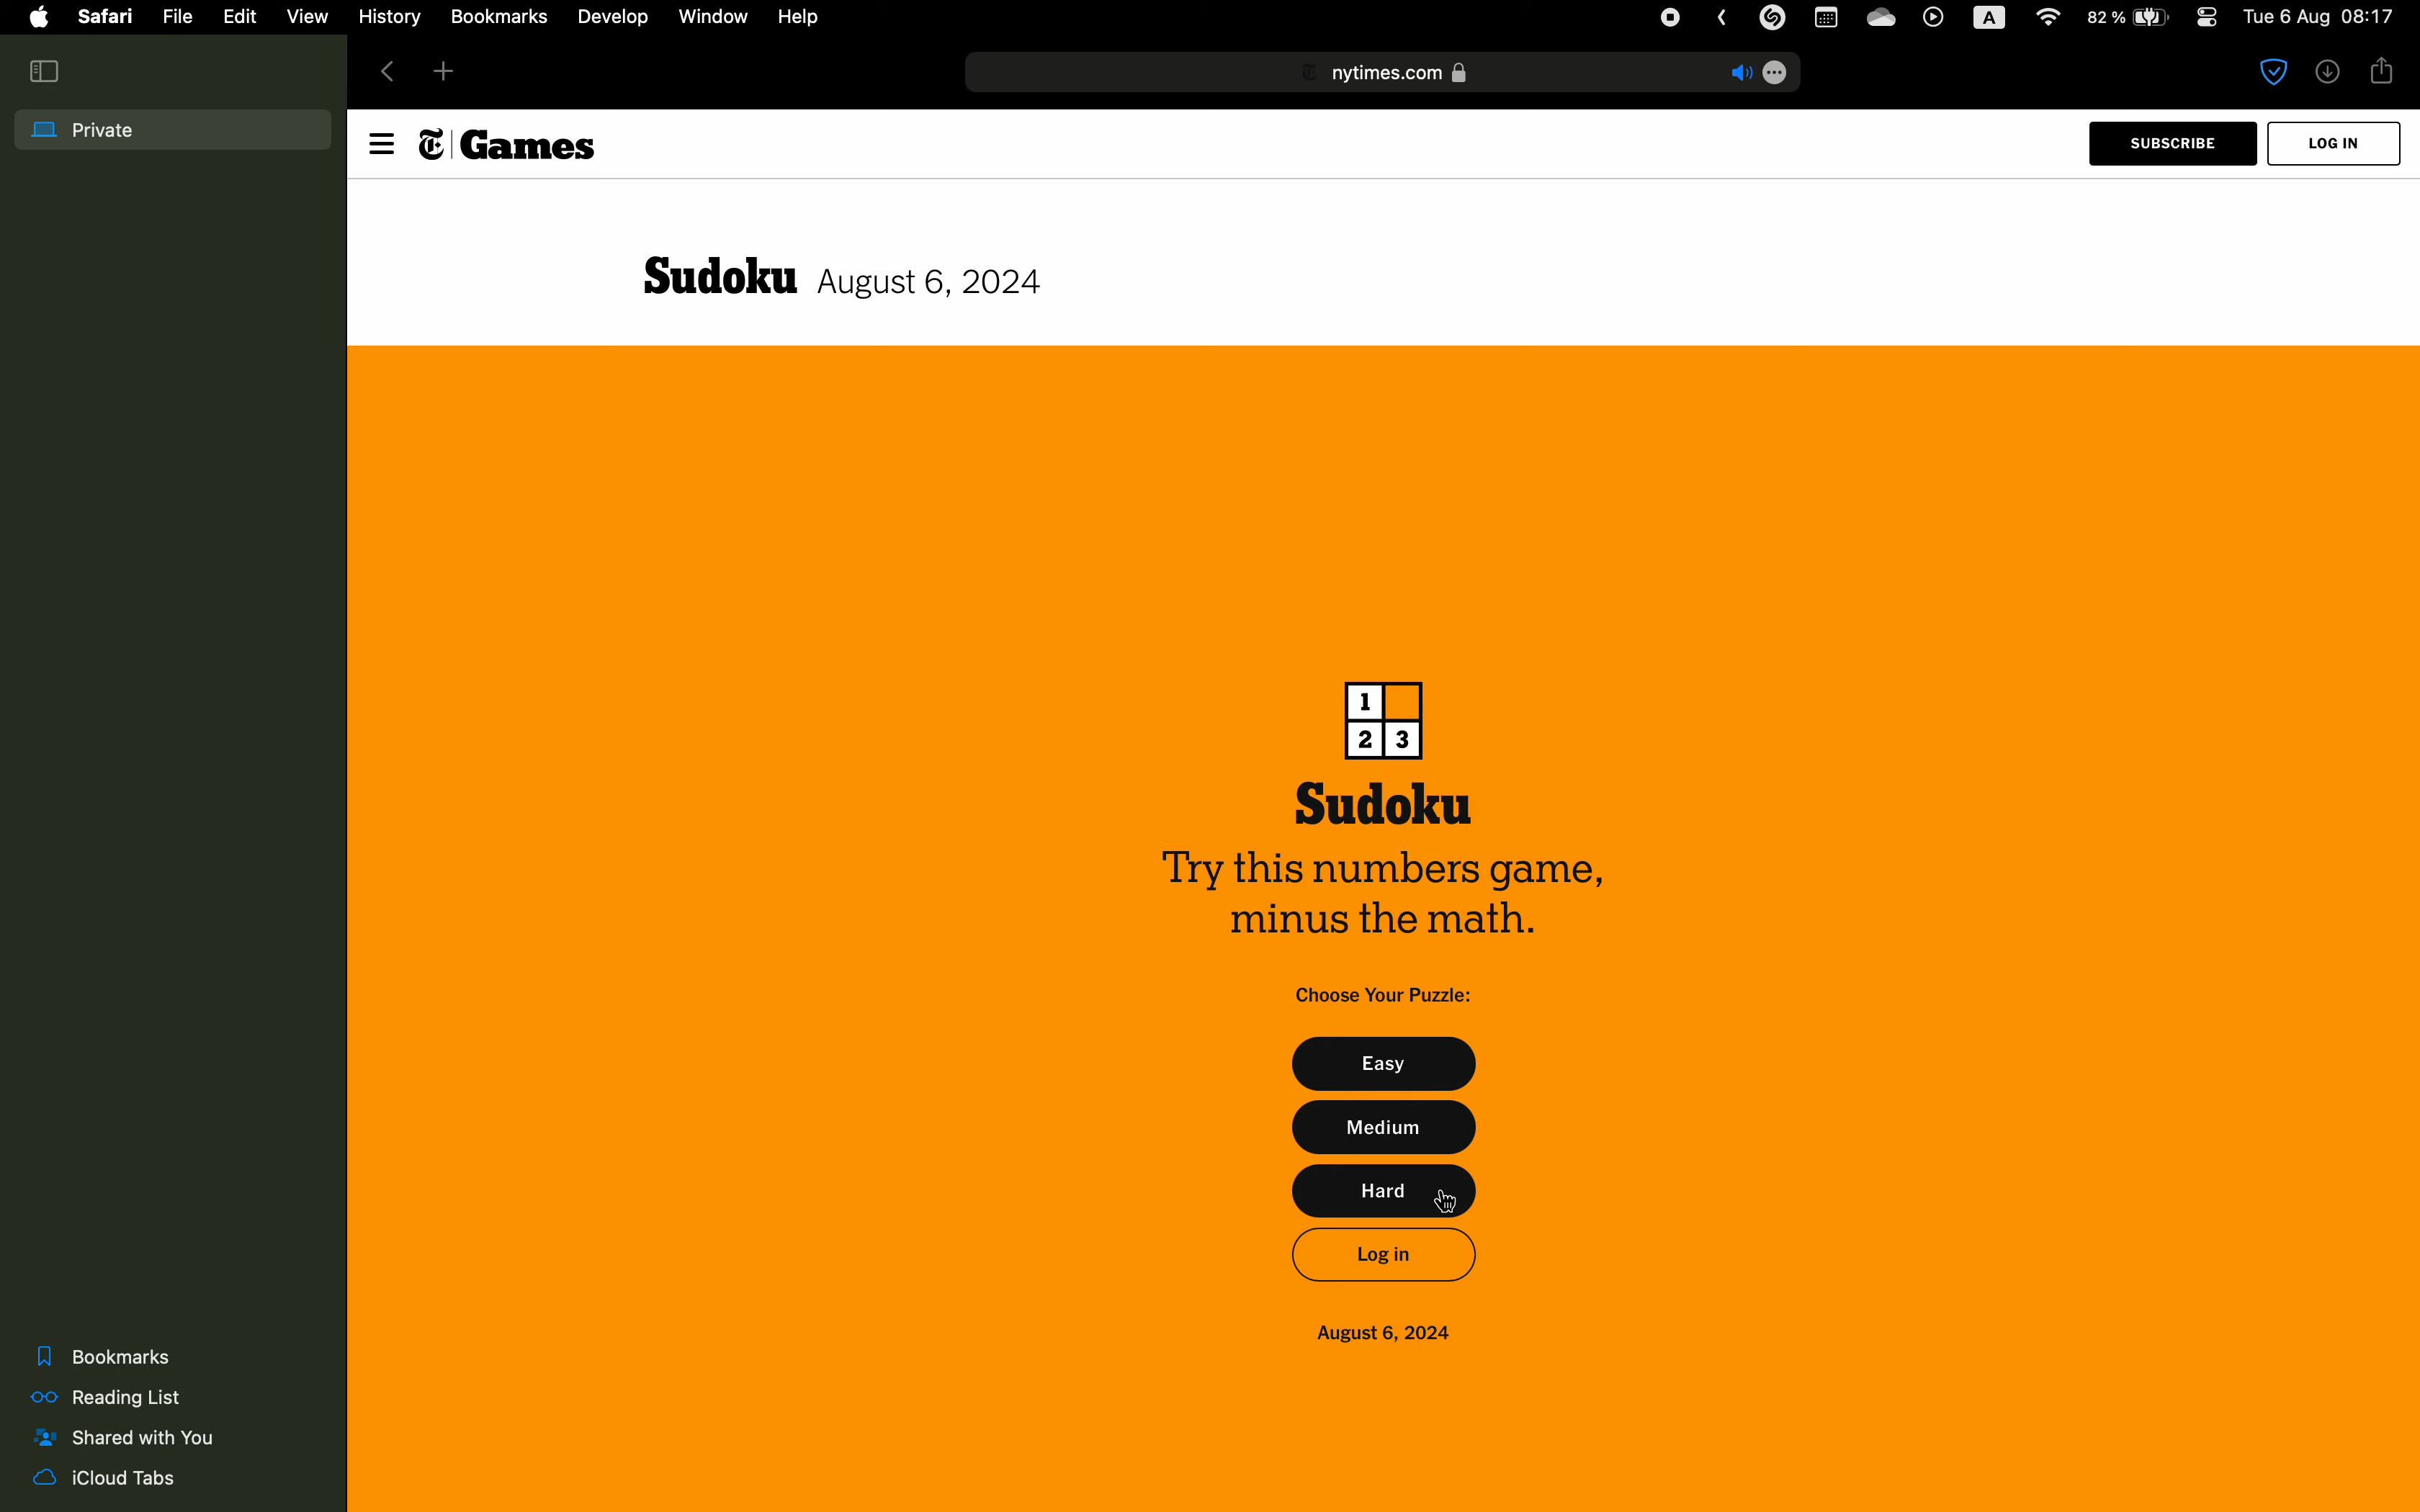 Safari File Edit View History Bookmarks Develop Window Help A 82 % Tue 6 Aug 08:17
nytimes.com
Private
T Games SUBSCRIBE LOG IN
Sudoku August 6, 2024
1
2 3
Sudoku
Try this numbers game,
minus the math.
Choose Your Puzzle:
Easy
Medium
Hard
Log in
August 6, 2024
Bookmarks
Reading List
Shared with You
iCloud Tabs